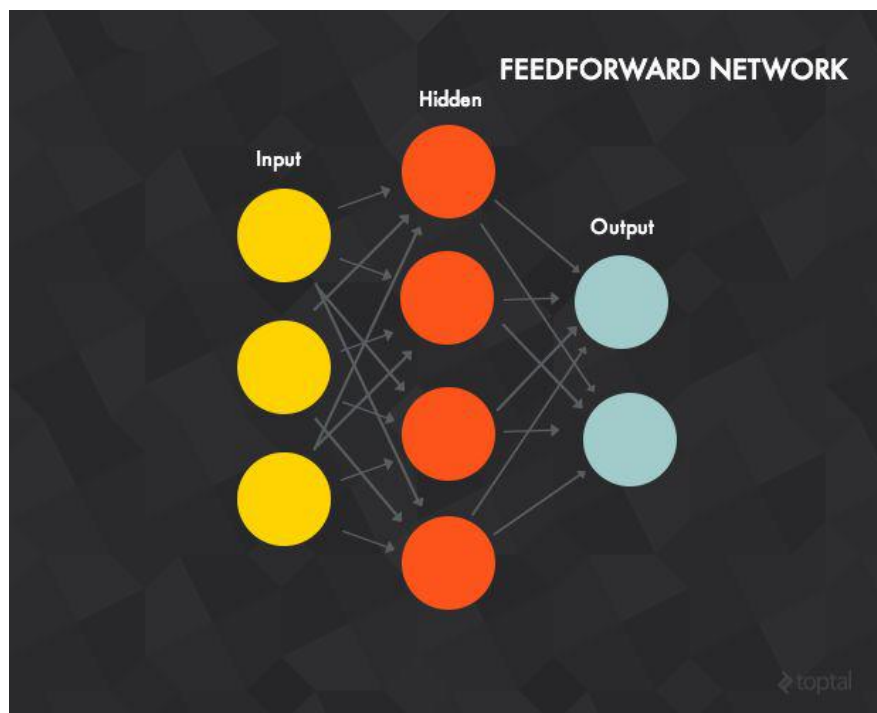 FEEDFORWARD NETWORK
Hidden
Input
Output
toptal